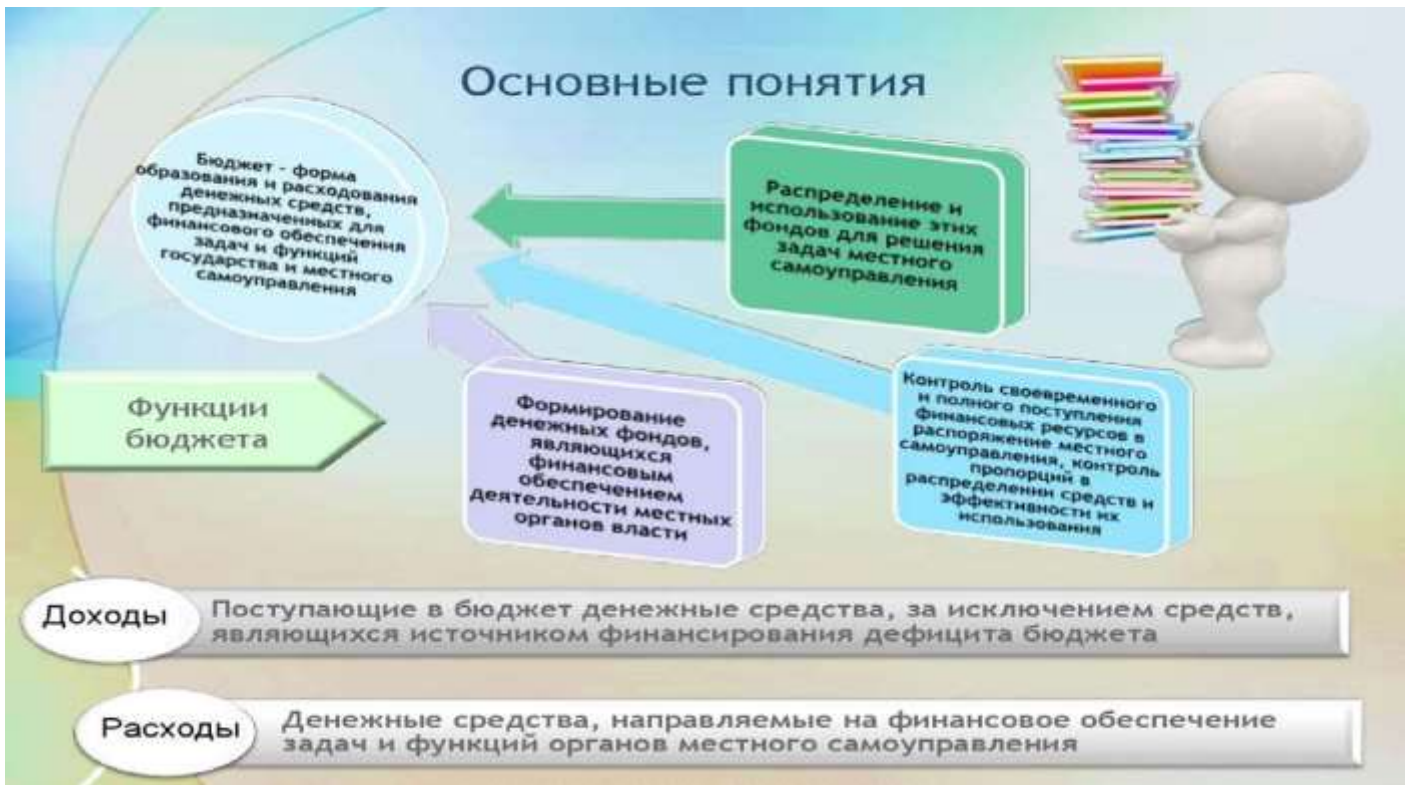 Основные понятия
Бюджет - форма
образования и расходования
денежных средств,
предназначенных для
финансового обеспечения
задач и функций
государства и местного
самоуправления
Распределение и
использование этих
фондов для решения
задач местного
самоуправления
Функции
бюджета
Формирование
денежных фондов,
являющихся
финансовым
обеспечением
деятельности местных
органов власти
Контроль своевременного
и полного поступления
финансовых ресурсов в
распоряжение местного
самоуправления, контроль
пропорций в
распределении средств и
эффективности их
использования
Доходы
Поступающие в бюджет денежные средства, за исключением средств,
являющихся источником финансирования дефицита бюджета
Расходы
Денежные средства, направляемые на финансовое обеспечение
задач и функций органов местного самоуправления